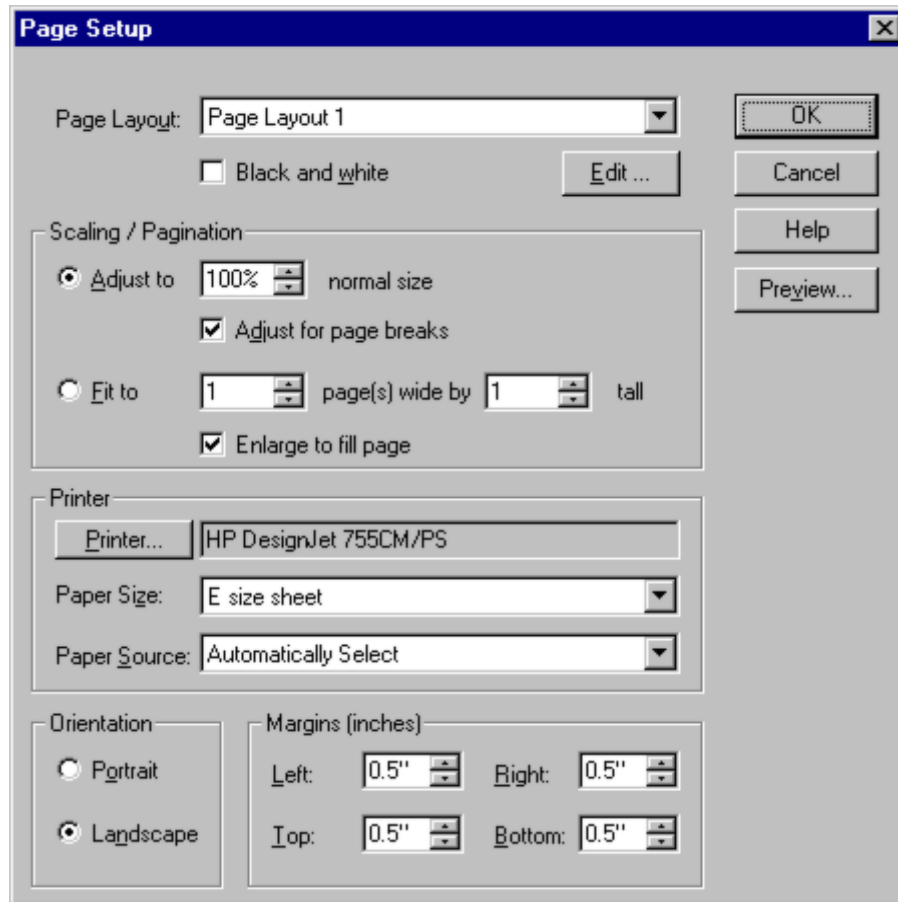 Page Setup
Page Layout: Page Layout 1 OK
Black and white Edit ... Cancel
Scaling / Pagination Help
Adjust to 100% normal size Preview...
Adjust for page breaks
Fit to 1 page(s) wide by 1 tall
Enlarge to fill page
Printer
Printer... HP DesignJet 755CM/PS
Paper Size: E size sheet
Paper Source: Automatically Select
Orientation Margins (inches)
Portrait Left: 0.5" Right: 0.5"
Landscape Top: 0.5" Bottom: 0.5"